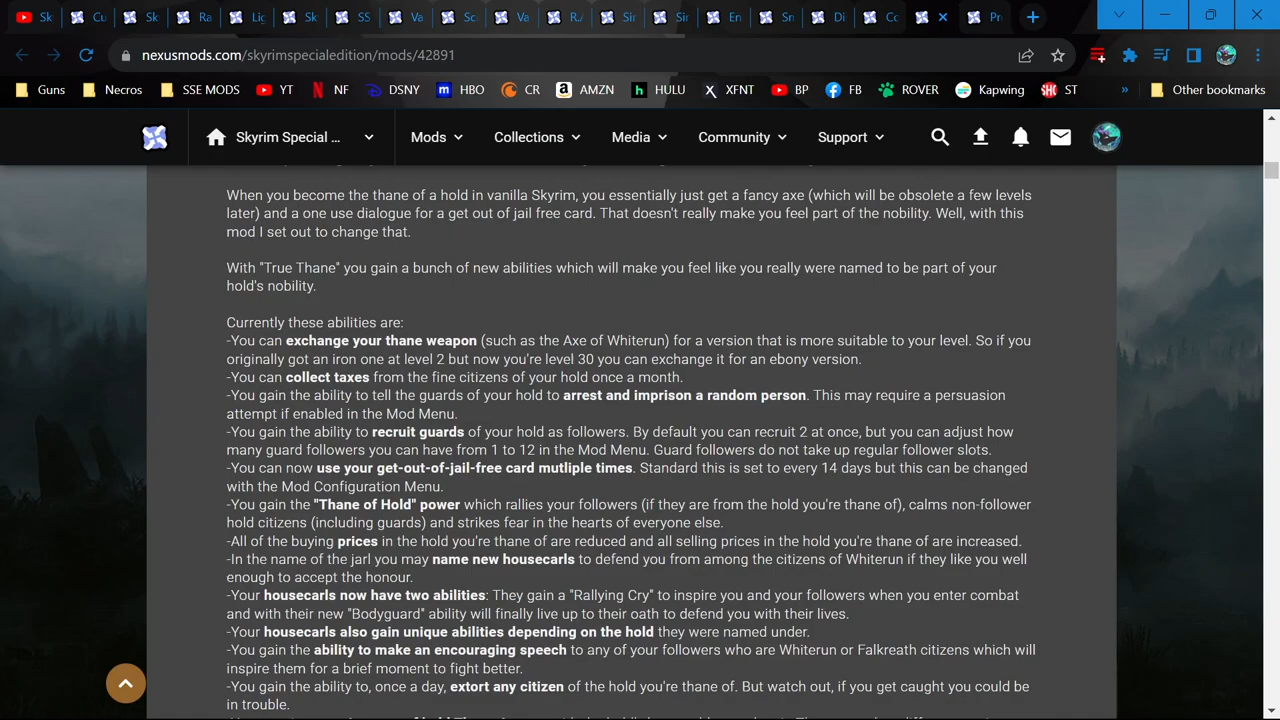 Sk Cu Sk Ra Lig Sk SS Va Sc Va R.A Sir Sir En Sn Di Co Pr
nexusmods.com/skyrimspecialedition/mods/42891
Guns Necros SSE MODS YT NF DSNY HBO CR AMZN HULU XFNT BP FB ROVER Kapwing ST » Other bookmarks
Skyrim Special ... Mods Collections Media Community Support
When you become the thane of a hold in vanilla Skyrim, you essentially just get a fancy axe (which will be obsolete a few levels
later) and a one use dialogue for a get out of jail free card. That doesn't really make you feel part of the nobility. Well, with this
mod I set out to change that.
With "True Thane" you gain a bunch of new abilities which will make you feel like you really were named to be part of your
hold's nobility.
Currently these abilities are:
-You can exchange your thane weapon (such as the Axe of Whiterun) for a version that is more suitable to your level. So if you
originally got an iron one at level 2 but now you're level 30 you can exchange it for an ebony version.
-You can collect taxes from the fine citizens of your hold once a month.
-You gain the ability to tell the guards of your hold to arrest and imprison a random person. This may require a persuasion
attempt if enabled in the Mod Menu.
-You gain the ability to recruit guards of your hold as followers. By default you can recruit 2 at once, but you can adjust how
many guard followers you can have from 1 to 12 in the Mod Menu. Guard followers do not take up regular follower slots.
-You can now use your get-out-of-jail-free card mutliple times. Standard this is set to every 14 days but this can be changed
with the Mod Configuration Menu.
-You gain the "Thane of Hold" power which rallies your followers (if they are from the hold you're thane of), calms non-follower
hold citizens (including guards) and strikes fear in the hearts of everyone else.
-All of the buying prices in the hold you're thane of are reduced and all selling prices in the hold you're thane of are increased.
-In the name of the jarl you may name new housecarls to defend you from among the citizens of Whiterun if they like you well
enough to accept the honour.
-Your housecarls now have two abilities: They gain a "Rallying Cry" to inspire you and your followers when you enter combat
and with their new "Bodyguard" ability will finally live up to their oath to defend you with their lives.
-Your housecarls also gain unique abilities depending on the hold they were named under.
-You gain the ability to make an encouraging speech to any of your followers who are Whiterun or Falkreath citizens which will
inspire them for a brief moment to fight better.
-You gain the ability to, once a day, extort any citizen of the hold you're thane of. But watch out, if you get caught you could be
in trouble.